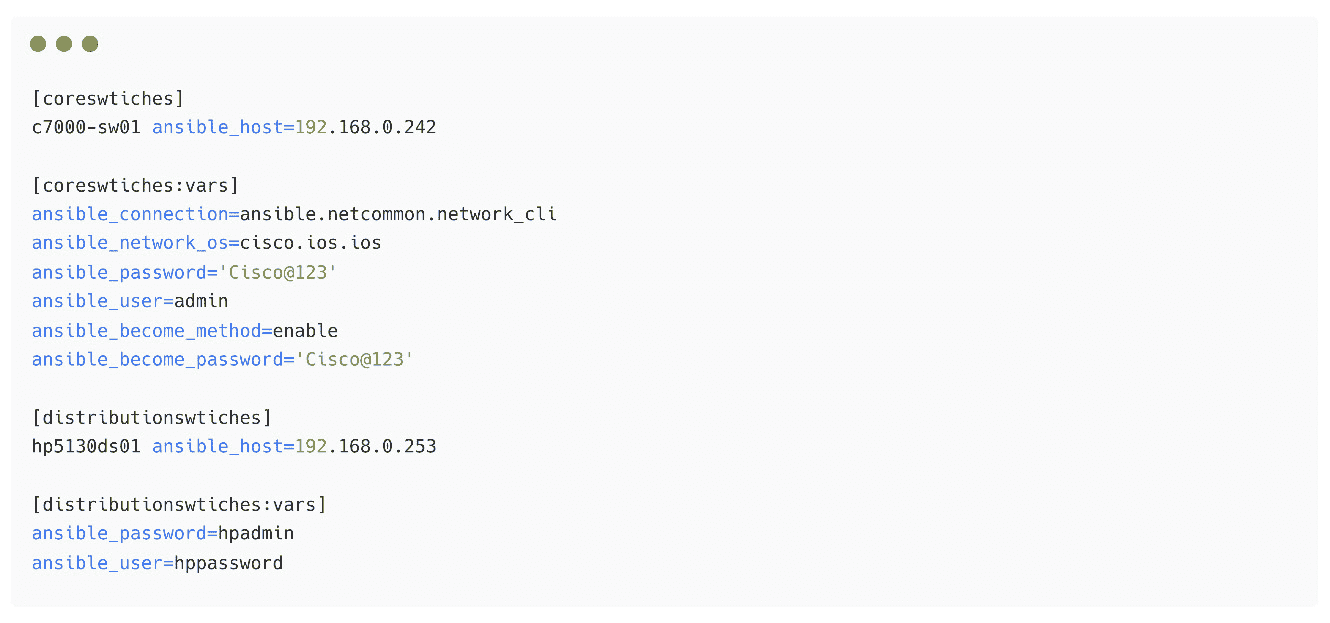 [coreswtiches]
c7000-sw01 ansible_host=192.168.0.242
[coreswtiches:vars]
ansible_connection=ansible.netcommon.network_cli
ansible_network_os=cisco.ios.ios
ansible_password='Cisco@123'
ansible_user=admin
ansible_become_method=enable
ansible_become_password='Cisco@123'
[distributionswtiches]
hp5130ds01 ansible_host=192.168.0.253
[distributionswtiches:vars]
ansible_password=hpadmin
ansible_user=hppassword